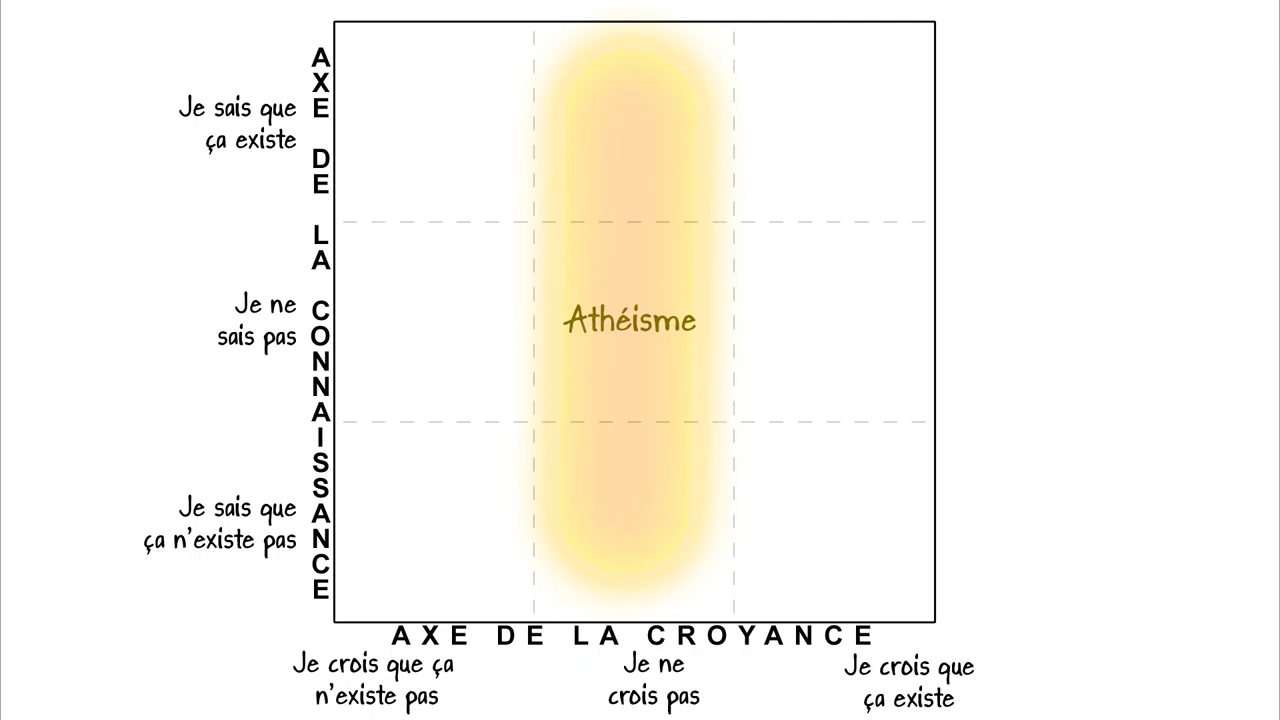 AXE DE LA CONNAISSANCE
Je sais que
ça existe
Je ne
sais pas
Je sais que
ça n'existe pas
Athéisme
AXE DE LA CROYANCE
Je crois que ça
n'existe pas
Je ne
crois pas
Je crois que
ça existe